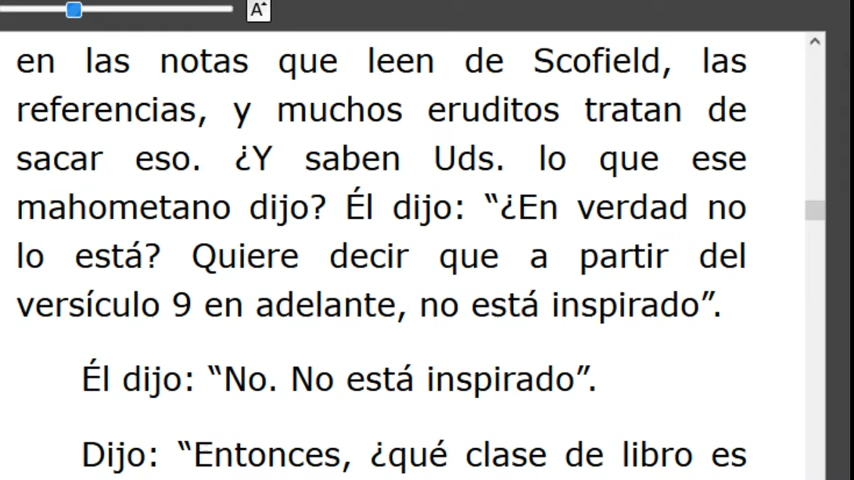 A
en las notas que leen de Scofield, las
referencias, y muchos eruditos tratan de
sacar eso. ¿Y saben Uds. lo que ese
mahometano dijo? Él dijo: “¿En verdad no
lo está? Quiere decir que a partir del
versículo 9 en adelante, no está inspirado”.
Él dijo: “No. No está inspirado”.
Dijo: “Entonces, ¿qué clase de libro es